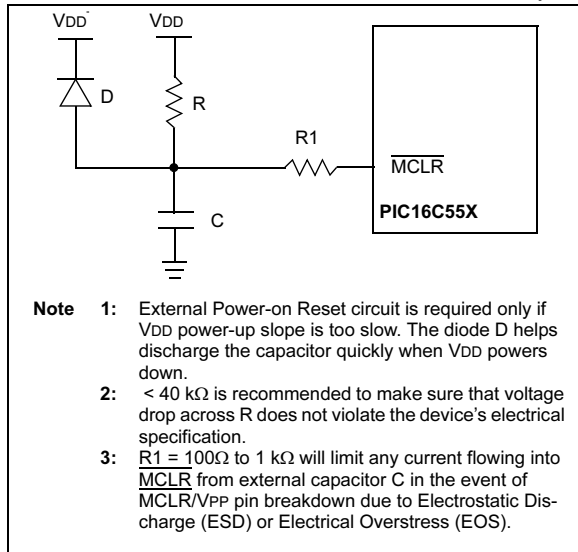 VDD VDD
D
R
R1
MCLR
C
PIC16C55X
Note 1: External Power-on Reset circuit is required only if
VDD power-up slope is too slow. The diode D helps
discharge the capacitor quickly when VDD powers
down.
2: < 40 kΩ is recommended to make sure that voltage
drop across R does not violate the device's electrical
specification.
3: R1 = 100Ω to 1 kΩ will limit any current flowing into
MCLR from external capacitor C in the event of
MCLR/VPP pin breakdown due to Electrostatic Dis-
charge (ESD) or Electrical Overstress (EOS).